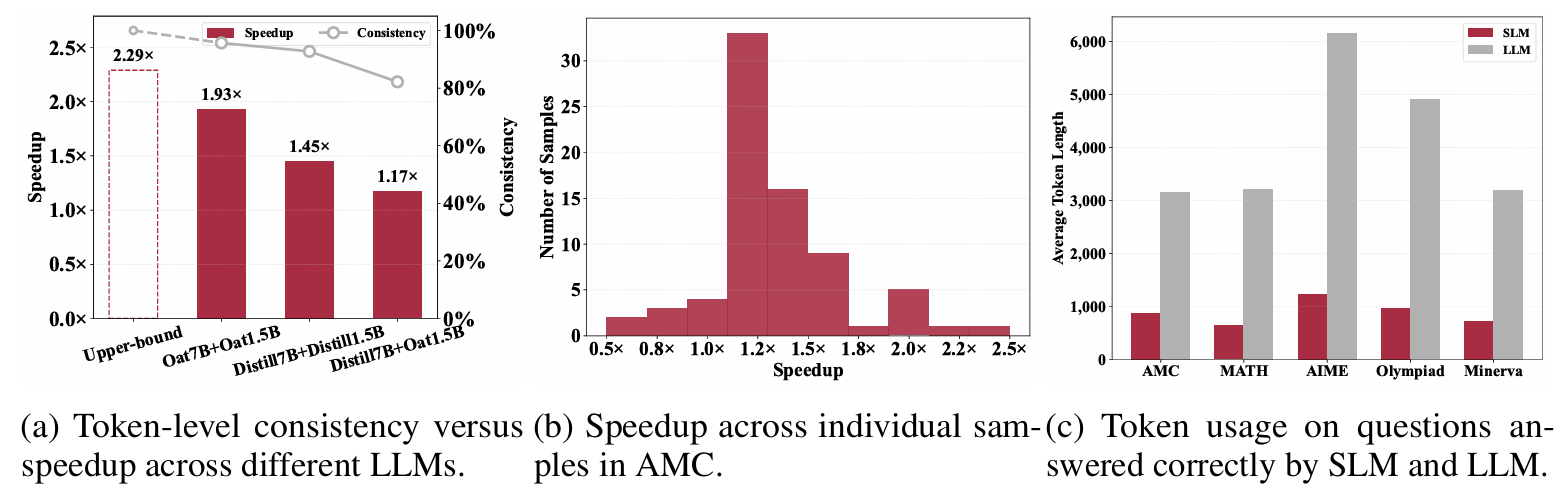 2.5×
2.0×
1.5×
1.0×
0.5×
0.0×
Speedup
2.29×
1.93×
1.45×
1.17×
Speedup
Consistency
100%
80%
60%
40%
20%
0%
Consistency
Upper-bound
Oat7B+Oat1.5B
Distill7B+Distill1.5B
Distill7B+Oat1.5B
30
25
20
15
10
5
0
Number of Samples
0.5× 0.8× 1.0× 1.2× 1.5× 1.8× 2.0× 2.2× 2.5×
Speedup
6,000
5,000
4,000
3,000
2,000
1,000
0
Average Token Length
SLM
LLM
AMC MATH AIME Olympiad Minerva
(a) Token-level consistency versus
speedup across different LLMs.
(b) Speedup across individual sam-
ples in AMC.
(c) Token usage on questions an-
swered correctly by SLM and LLM.